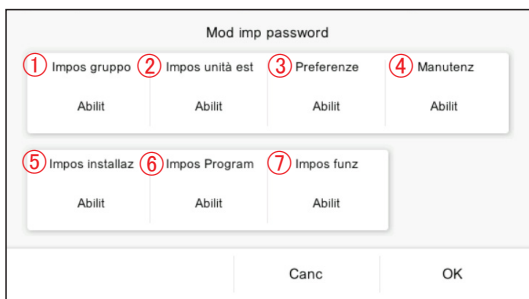 Mod imp password
① Impos gruppo ② Impos unità est ③ Preferenze ④ Manutenz
Abilit Abilit Abilit Abilit
⑤ Impos installaz ⑥ Impos Program ⑦ Impos funz
Abilit Abilit Abilit
Canc OK